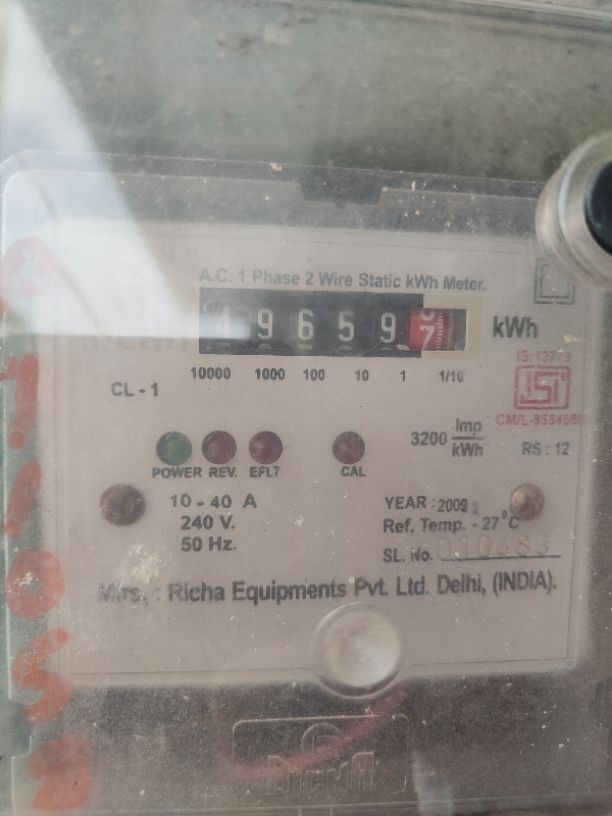 A.C. 1 Phase 2 Wire Static kWh Meter.
4 9 6 5 9 7 kWh
10000 1000 100 10 1 1/10
IS:13779
CL - 1
CM/L-8554689
3200 Imp/kWh
RS : 12
POWER REV. EFLT CAL
10 - 40 A
240 V.
50 Hz.
YEAR : 2009
Ref. Temp. - 27°C
SL. No. 110283
Mfrs. : Richa Equipments Pvt. Ltd. Delhi, (INDIA).